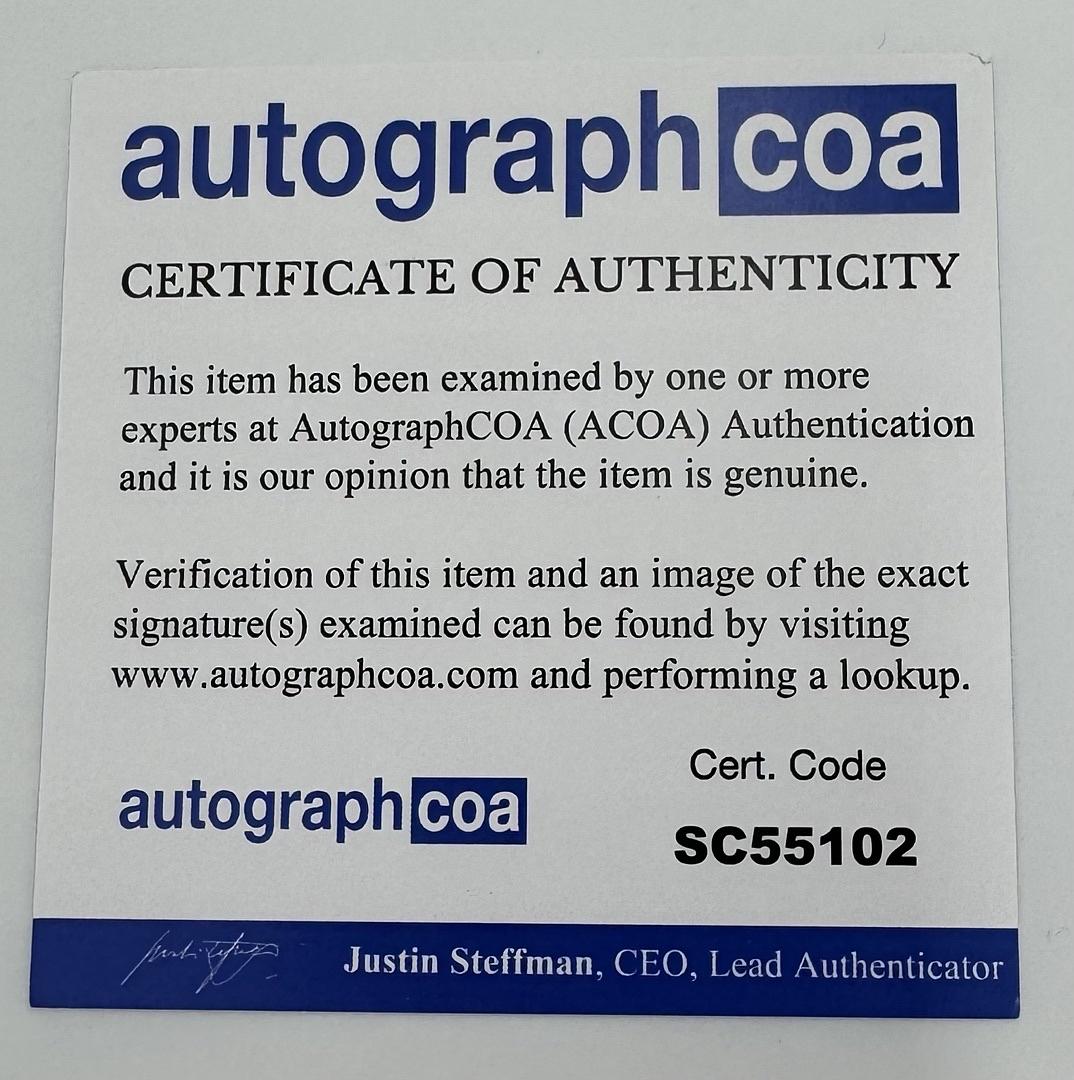 autographcoa
CERTIFICATE OF AUTHENTICITY
This item has been examined by one or more
experts at AutographCOA (ACOA) Authentication
and it is our opinion that the item is genuine.
Verification of this item and an image of the exact
signature(s) examined can be found by visiting
www.autographcoa.com and performing a lookup.
Cert. Code
autographcoa
SC55102
Justin Steffman, CEO, Lead Authenticator